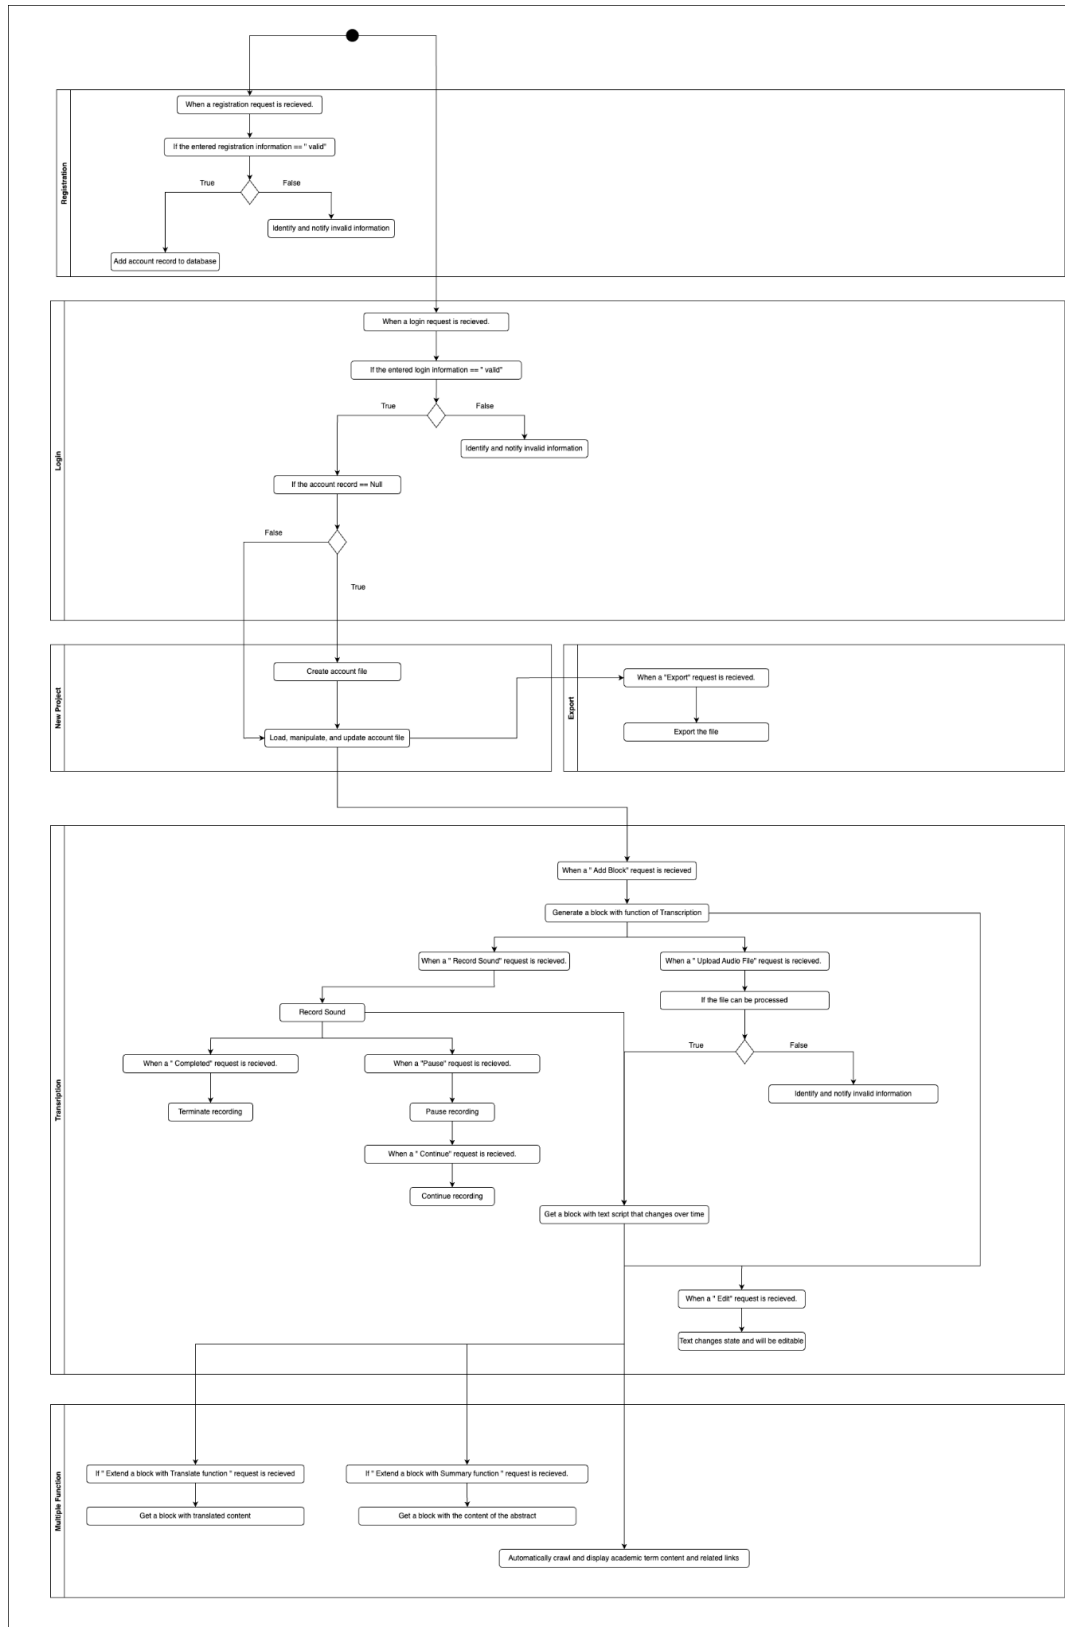 Registration
When a registration request is recieved.
If the entered registration information == " valid"
True
False
Identify and notify invalid information
Add account record to database
Login
When a login request is recieved.
If the entered login information == " valid"
True
False
Identify and notify invalid information
If the account record == Null
False
True
New Project
Create account file
Load, manipulate, and update account file
Export
When a "Export" request is recieved.
Export the file
Transription
When a " Add Block" request is recieved
Generate a block with function of Transcription
When a " Record Sound" request is recieved.
When a " Upload Audio File" request is recieved.
Record Sound
If the file can be processed
True
False
When a " Completed" request is recieved.
When a "Pause" request is recieved.
Identify and notify invalid information
Terminate recording
Pause recording
When a " Continue" request is recieved.
Continue recording
Get a block with text script that changes over time
When a " Edit" request is recieved.
Text changes state and will be editable
Multiple Function
If " Extend a block with Translate function " request is recieved
If " Extend a block with Summary function " request is recieved.
Get a block with translated content
Get a block with the content of the abstract
Automatically crawl and display academic term content and related links